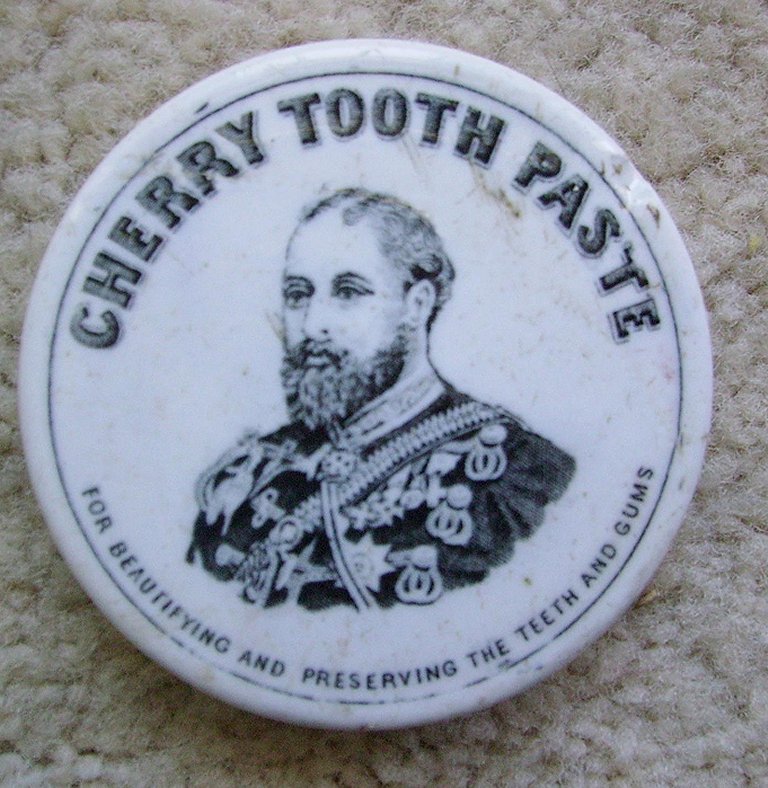 CHERRY TOOTH PASTE
FOR BEAUTIFYING AND PRESERVING THE TEETH AND GUMS